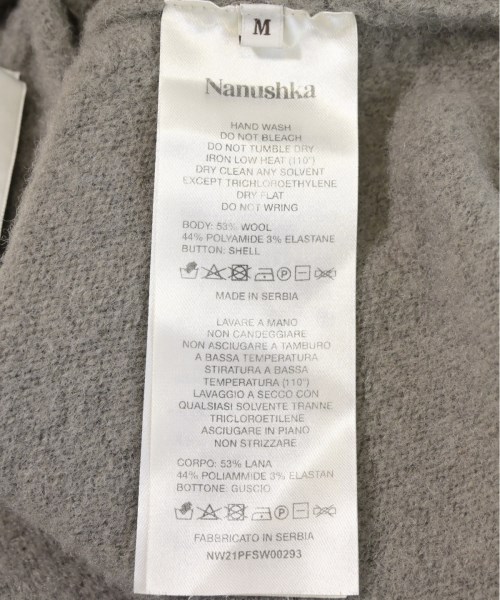 M
Nanushka
HAND WASH
DO NOT BLEACH
DO NOT TUMBLE DRY
IRON LOW HEAT (110°)
DRY CLEAN ANY SOLVENT
EXCEPT TRICHLOROETHYLENE
DRY FLAT
DO NOT WRING
BODY: 53% WOOL
44% POLYAMIDE 3% ELASTANE
BUTTON: SHELL
P
MADE IN SERBIA
LAVARE A MANO
NON CANDEGGIARE
NON ASCIUGARE A TAMBURO
A BASSA TEMPERATURA
STIRATURA A BASSA
TEMPERATURA (110°)
LAVAGGIO A SECCO CON
QUALSIASI SOLVENTE TRANNE
TRICLOROETILENE
ASCIUGARE IN PIANO
NON STRIZZARE
CORPO: 53% LANA
44% POLIAMMIDE 3% ELASTAN
BOTTONE: GUSCIO
P
FABBRICATO IN SERBIA
NW21PFSW00293